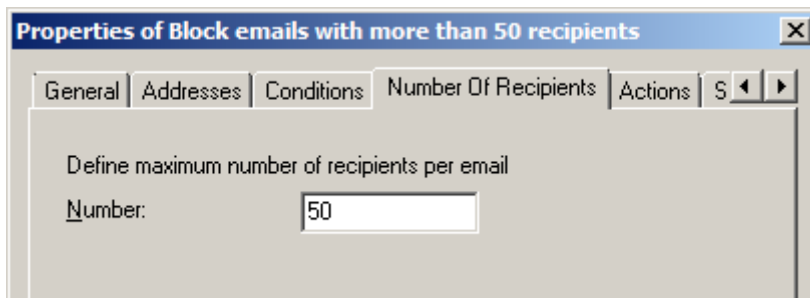 Properties of Block emails with more than 50 recipients
General Addresses Conditions Number Of Recipients Actions S
Define maximum number of recipients per email
Number: 50